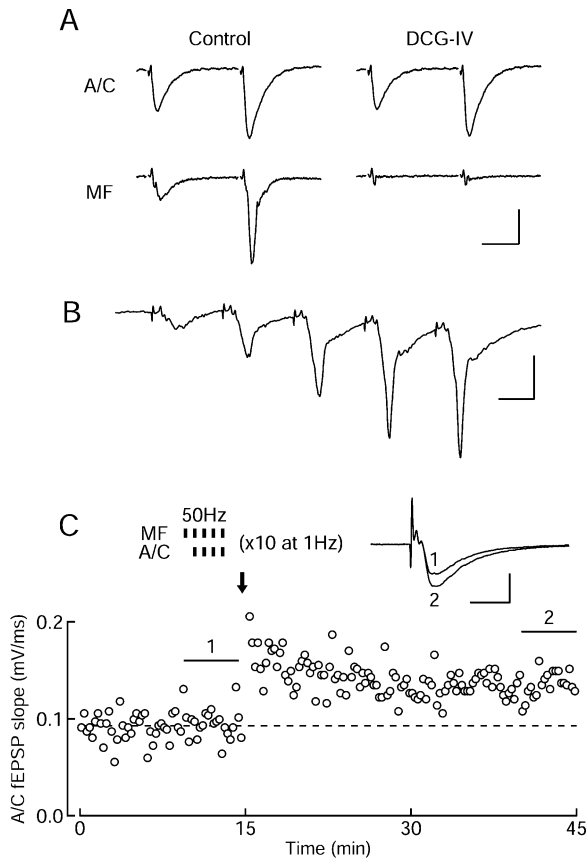 A
Control
DCG-IV
A/C
MF
B
C
50Hz
MF
A/C
(x10 at 1Hz)
1
2
1
2
0.2
0.1
0.0
A/C fEPSP slope (mV/ms)
0
15
30
45
Time (min)